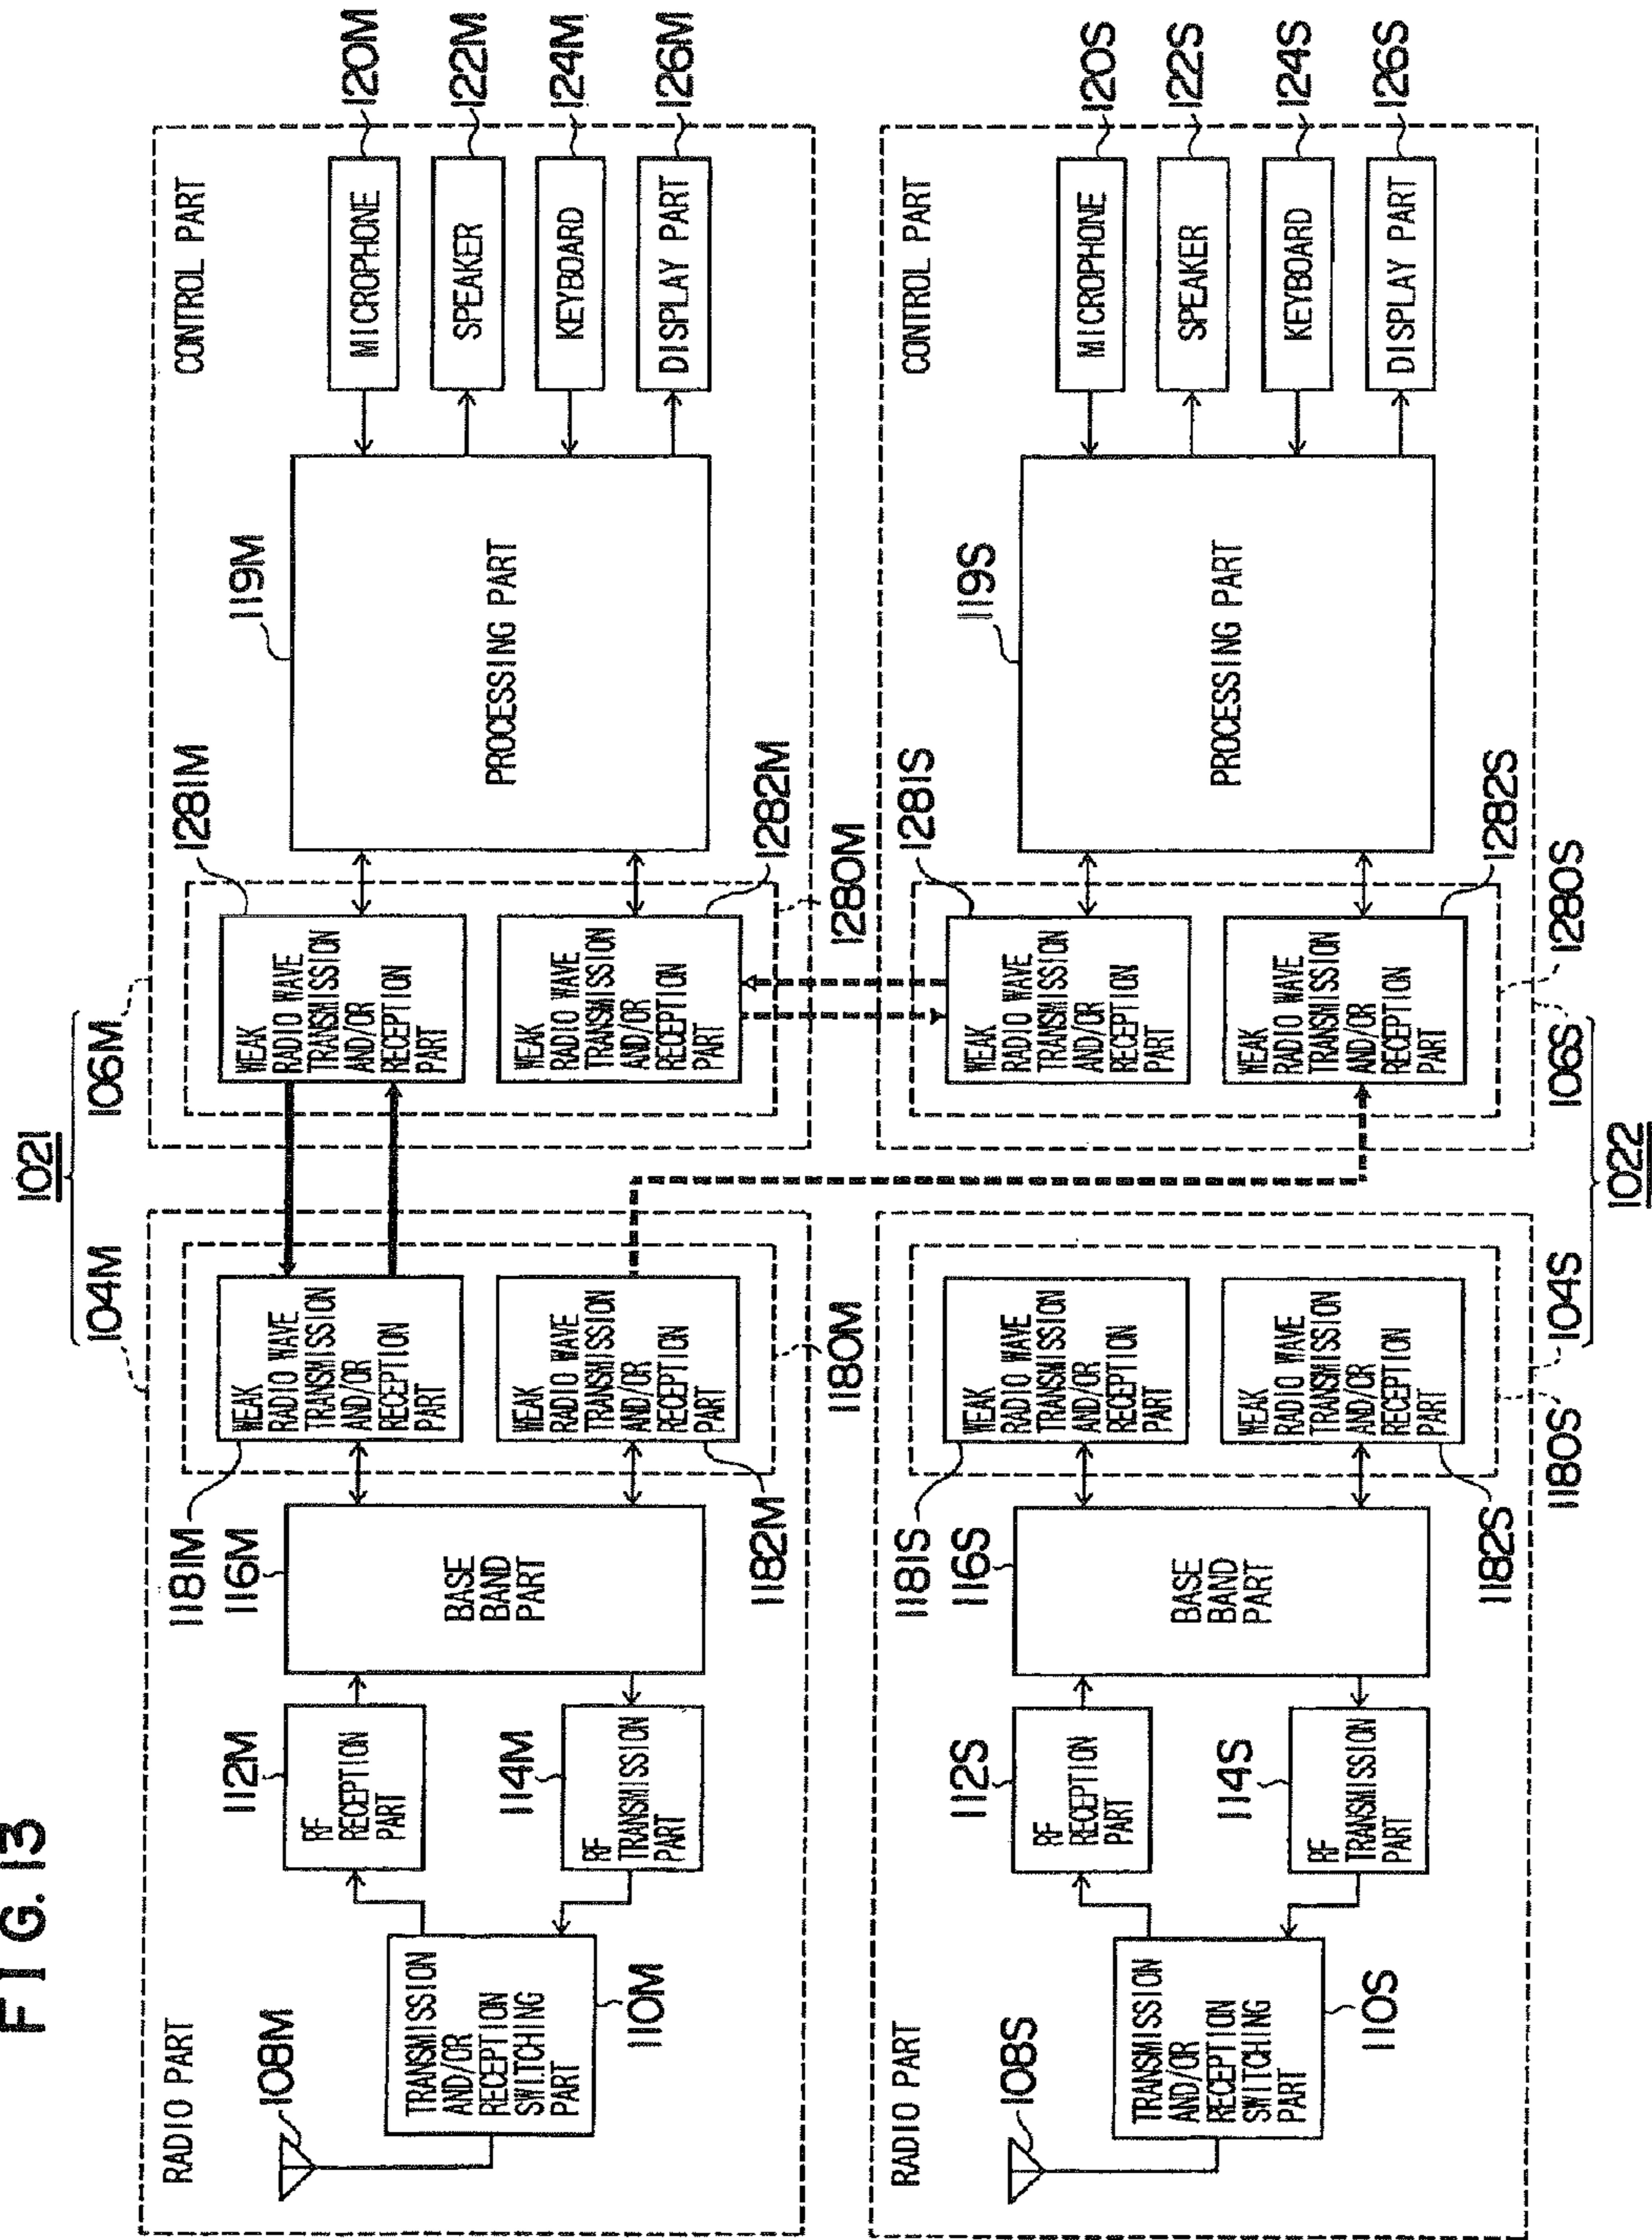 FIG. 13
1021
104M
106M
RADIO PART
108M
TRANSMISSION
AND/OR
RECEPTION
SWITCHING
PART
110M
112M
RF
RECEPTION
PART
114M
RF
TRANSMISSION
PART
116M
BASE
BAND
PART
1181M
WEAK
RADIO WAVE
TRANSMISSION
AND/OR
RECEPTION
PART
WEAK
RADIO WAVE
TRANSMISSION
AND/OR
RECEPTION
PART
1182M
1180M
CONTROL PART
1281M
WEAK
RADIO WAVE
TRANSMISSION
AND/OR
RECEPTION
PART
WEAK
RADIO WAVE
TRANSMISSION
AND/OR
RECEPTION
PART
1282M
1280M
119M
PROCESSING PART
MICROPHONE
120M
SPEAKER
122M
KEYBOARD
124M
DISPLAY PART
126M
RADIO PART
108S
TRANSMISSION
AND/OR
RECEPTION
SWITCHING
PART
110S
112S
RF
RECEPTION
PART
114S
RF
TRANSMISSION
PART
116S
BASE
BAND
PART
1181S
WEAK
RADIO WAVE
TRANSMISSION
AND/OR
RECEPTION
PART
WEAK
RADIO WAVE
TRANSMISSION
AND/OR
RECEPTION
PART
1182S
1180S
CONTROL PART
1281S
WEAK
RADIO WAVE
TRANSMISSION
AND/OR
RECEPTION
PART
WEAK
RADIO WAVE
TRANSMISSION
AND/OR
RECEPTION
PART
1282S
1280S
119S
PROCESSING PART
MICROPHONE
120S
SPEAKER
122S
KEYBOARD
124S
DISPLAY PART
126S
104S
106S
1022